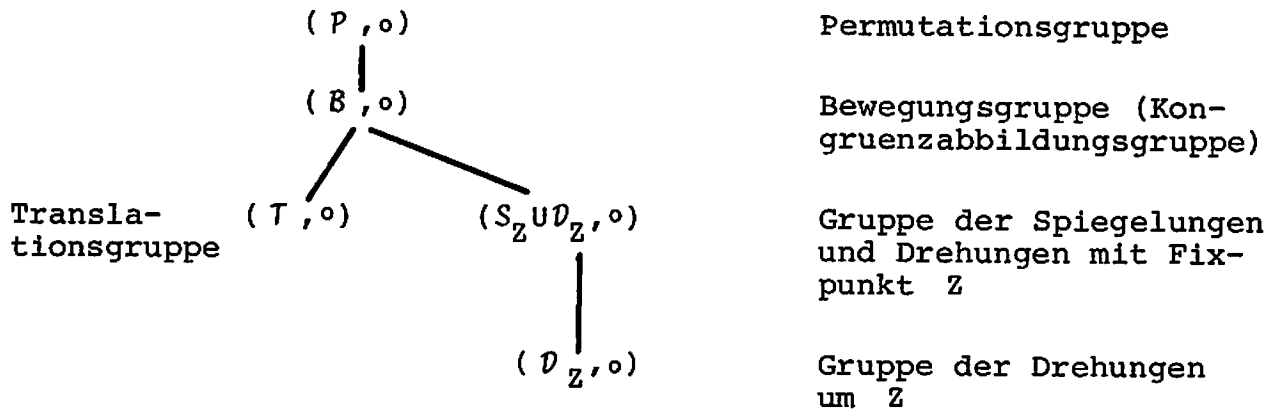 (P,∘) Permutationsgruppe
(B,∘) Bewegungsgruppe (Kon-
gruenzabbildungsgruppe)
Transla- (T,∘) (S_Z∪D_Z,∘) Gruppe der Spiegelungen
tionsgruppe und Drehungen mit Fix-
punkt Z
(D_Z,∘) Gruppe der Drehungen
um Z